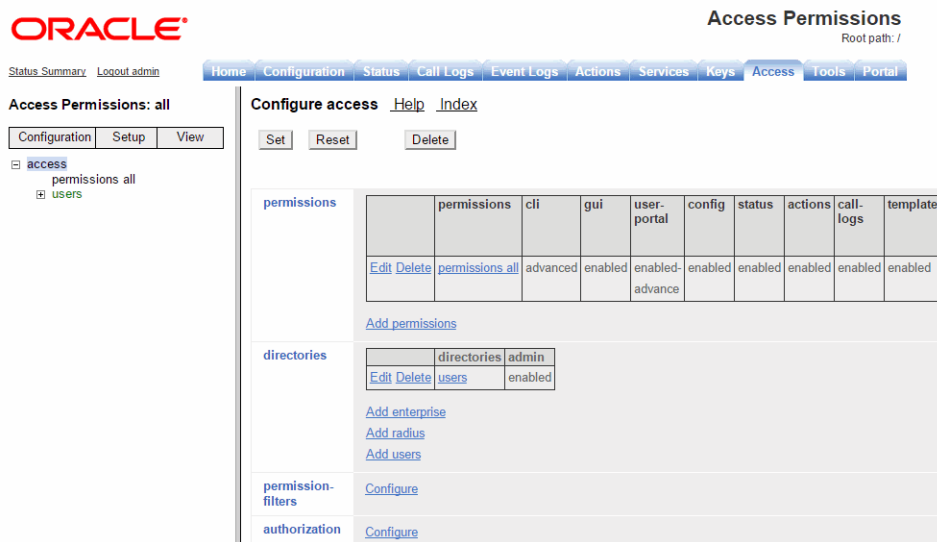 ORACLE
Access Permissions
Root path: /
Status Summary Logout admin
Home Configuration Status Call Logs Event Logs Actions Services Keys Access Tools Portal
Access Permissions: all
Configuration Setup View
access
permissions all
users
Configure access Help Index
Set Reset Delete
permissions
permissions cli gui user-portal config status actions call-logs template
Edit Delete permissions all advanced enabled enabled-advance enabled enabled enabled enabled enabled
Add permissions
directories
directories admin
Edit Delete users enabled
Add enterprise
Add radius
Add users
permission-filters
Configure
authorization
Configure